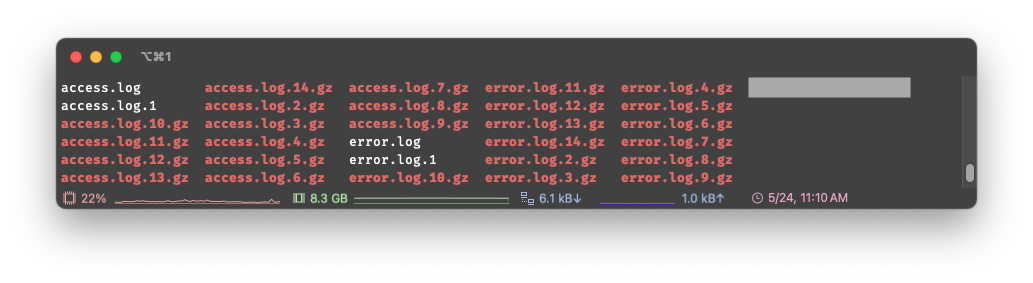 ⌥⌘1
access.log access.log.14.gz access.log.7.gz error.log.11.gz error.log.4.gz
access.log.1 access.log.2.gz access.log.8.gz error.log.12.gz error.log.5.gz
access.log.10.gz access.log.3.gz access.log.9.gz error.log.13.gz error.log.6.gz
access.log.11.gz access.log.4.gz error.log error.log.14.gz error.log.7.gz
access.log.12.gz access.log.5.gz error.log.1 error.log.2.gz error.log.8.gz
access.log.13.gz access.log.6.gz error.log.10.gz error.log.3.gz error.log.9.gz
22% 8.3 GB 6.1 kB↓ 1.0 kB↑ 5/24, 11:10 AM